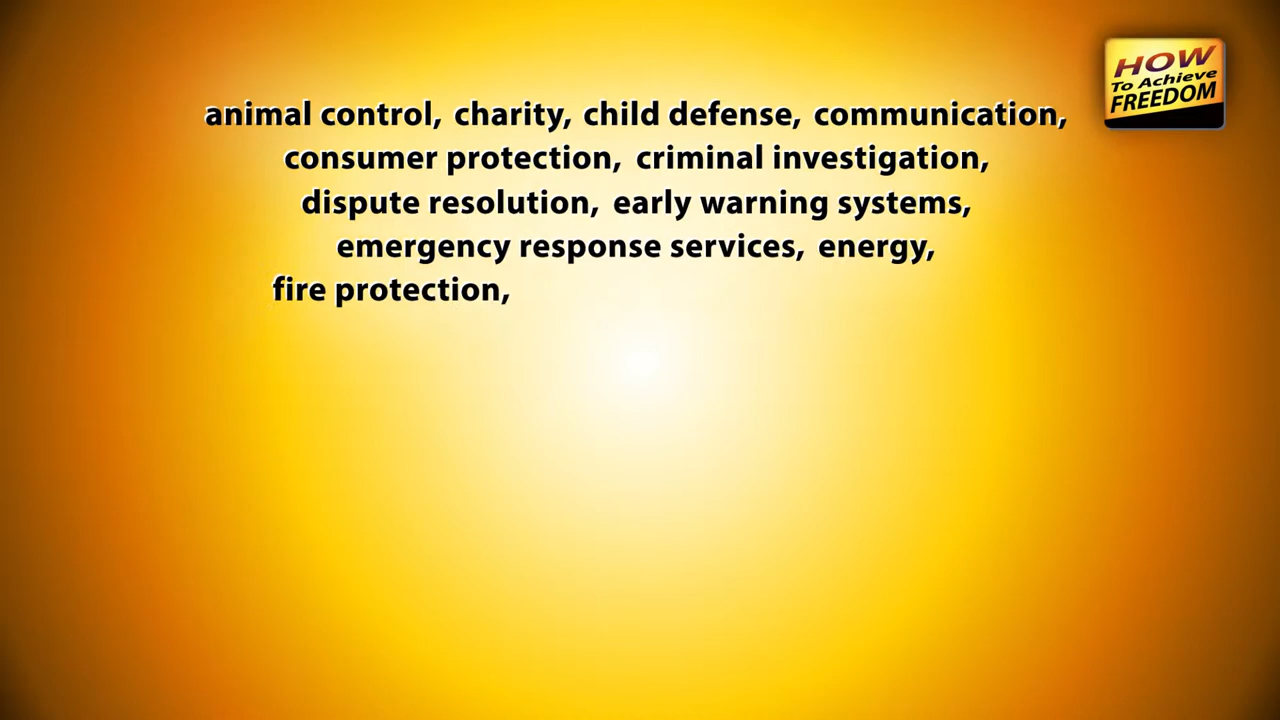 animal control, charity, child defense, communication,
consumer protection, criminal investigation,
dispute resolution, early warning systems,
emergency response services, energy,
fire protection,
HOW
To Achieve
FREEDOM